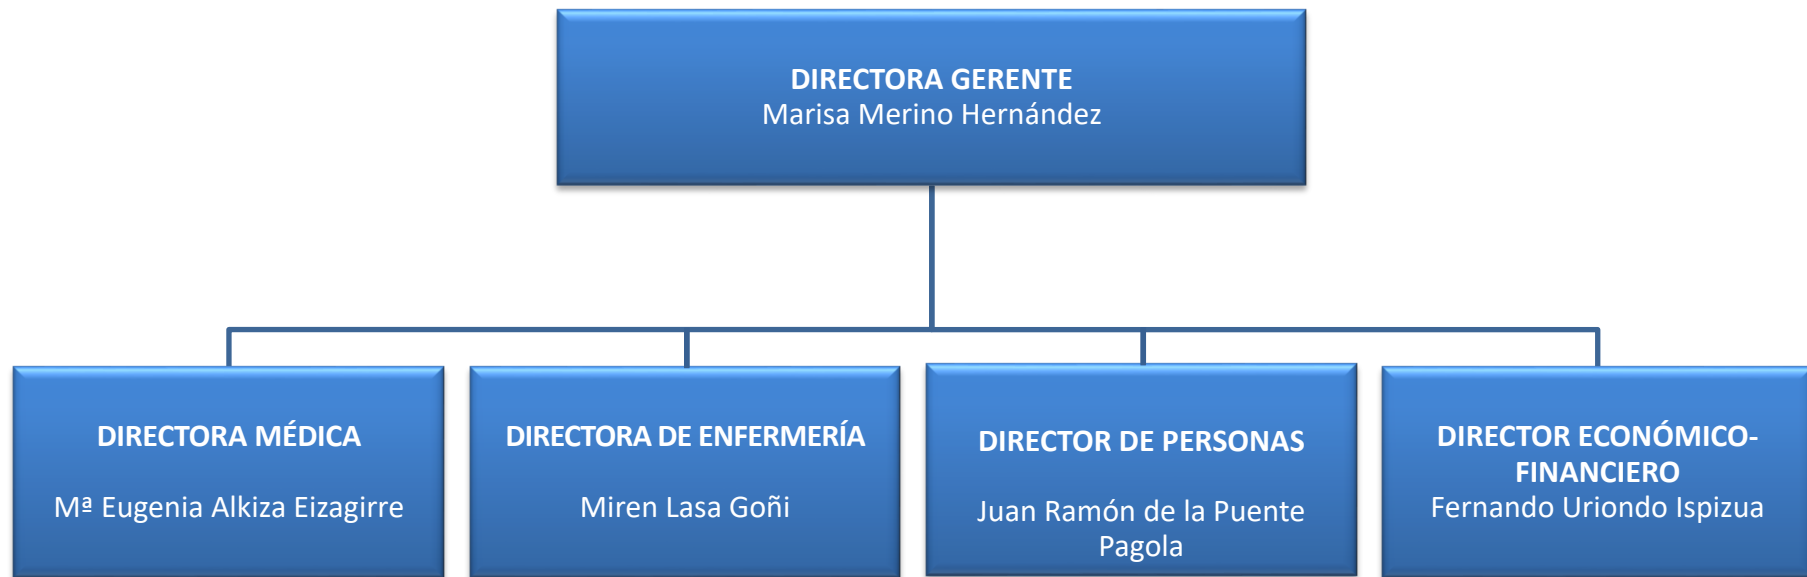 DIRECTORA GERENTE
Marisa Merino Hernández
DIRECTORA MÉDICA
Mª Eugenia Alkiza Eizagirre
DIRECTORA DE ENFERMERÍA
Miren Lasa Goñi
DIRECTOR DE PERSONAS
Juan Ramón de la Puente
Pagola
DIRECTOR ECONÓMICO-
FINANCIERO
Fernando Uriondo Ispizua